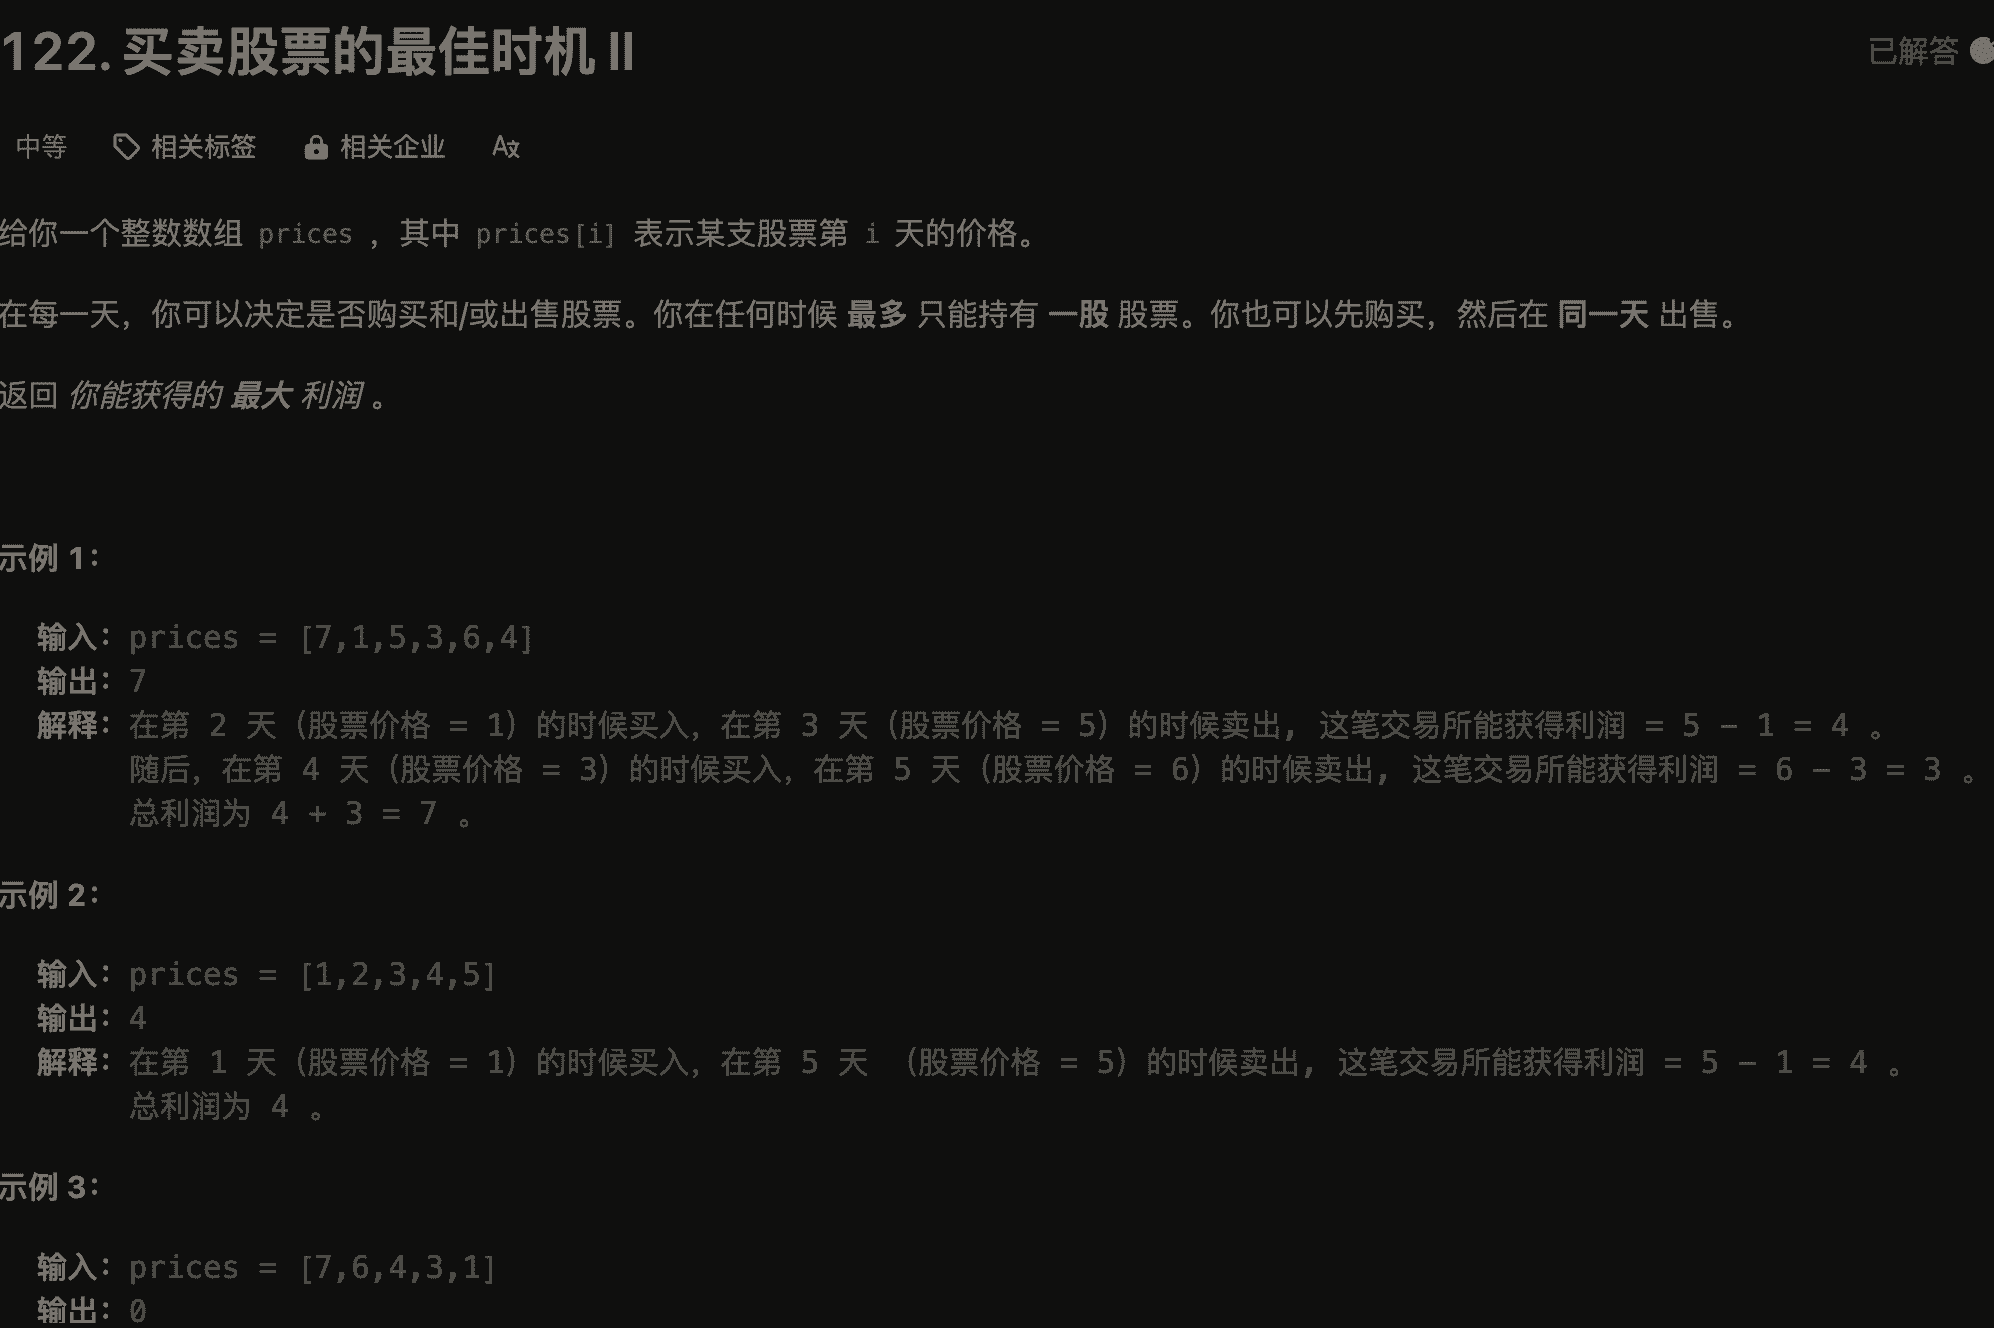 122. 买卖股票的最佳时机 II
已解答
中等 相关标签 相关企业
给你一个整数数组 prices ，其中 prices[i] 表示某支股票第 i 天的价格。
在每一天，你可以决定是否购买和/或出售股票。你在任何时候 最多 只能持有 一股 股票。你也可以先购买，然后在 同一天 出售。
返回 你能获得的 最大 利润 。
示例 1：
输入：prices = [7,1,5,3,6,4]
输出：7
解释：在第 2 天（股票价格 = 1）的时候买入，在第 3 天（股票价格 = 5）的时候卖出, 这笔交易所能获得利润 = 5 - 1 = 4 。
随后，在第 4 天（股票价格 = 3）的时候买入，在第 5 天（股票价格 = 6）的时候卖出, 这笔交易所能获得利润 = 6 - 3 = 3 。
总利润为 4 + 3 = 7 。
示例 2：
输入：prices = [1,2,3,4,5]
输出：4
解释：在第 1 天（股票价格 = 1）的时候买入，在第 5 天 （股票价格 = 5）的时候卖出, 这笔交易所能获得利润 = 5 - 1 = 4 。
总利润为 4 。
示例 3：
输入：prices = [7,6,4,3,1]
输出：0